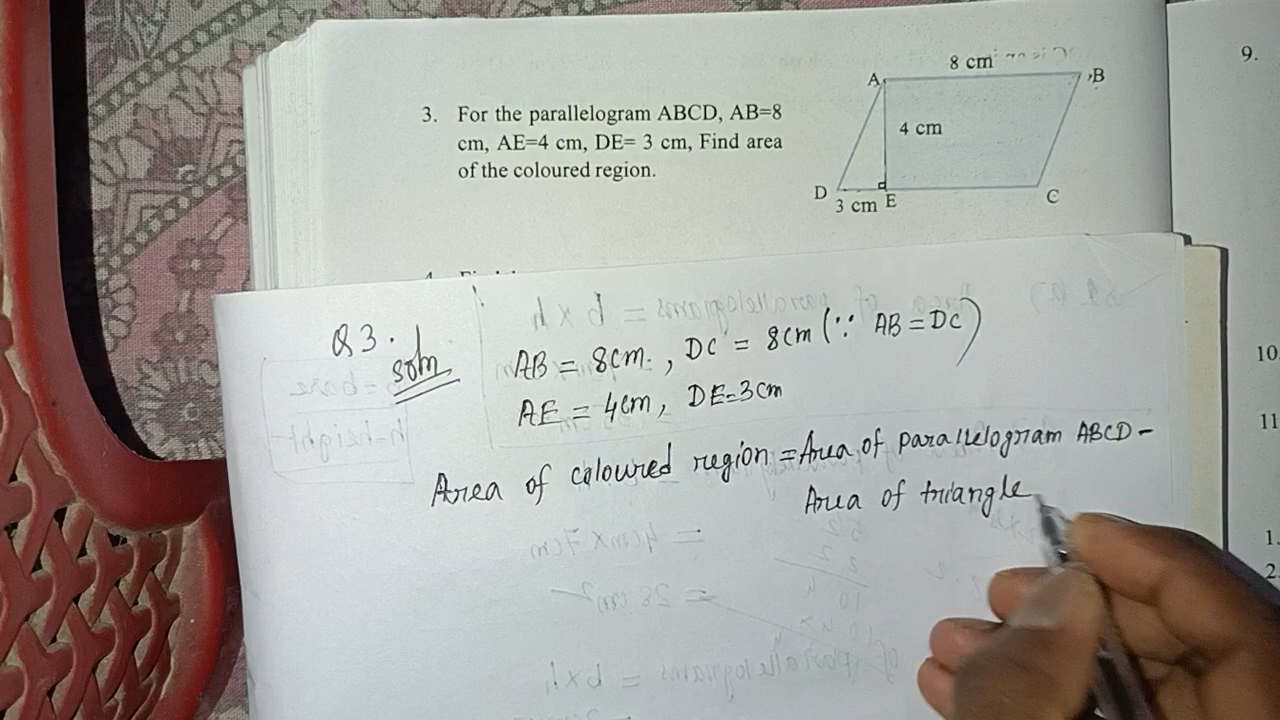 3. For the parallelogram ABCD, AB=8
cm, AE=4 cm, DE= 3 cm, Find area
of the coloured region.
8 cm
A
B
4 cm
D
3 cm
E
C
9.
10.
11
1.
2.
Q3.
Soln
AB = 8cm., DC = 8cm (∵ AB = DC)
AE = 4cm, DE=3cm
Area of coloured region = Area of parallelogram ABCD -
Area of triangle